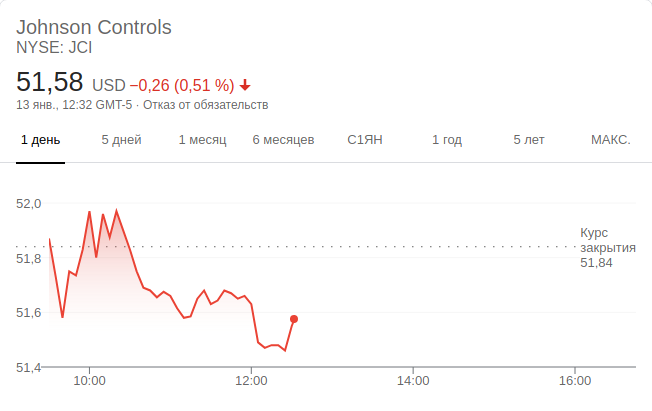 Johnson Controls
NYSE: JCI
51,58 USD −0,26 (0,51 %)
13 янв., 12:32 GMT-5 · Отказ от обязательств
1 день 5 дней 1 месяц 6 месяцев С1ЯН 1 год 5 лет МАКС.
52,0
Курс
закрытия
51,84
51,8
51,6
51,4
10:00 12:00 14:00 16:00